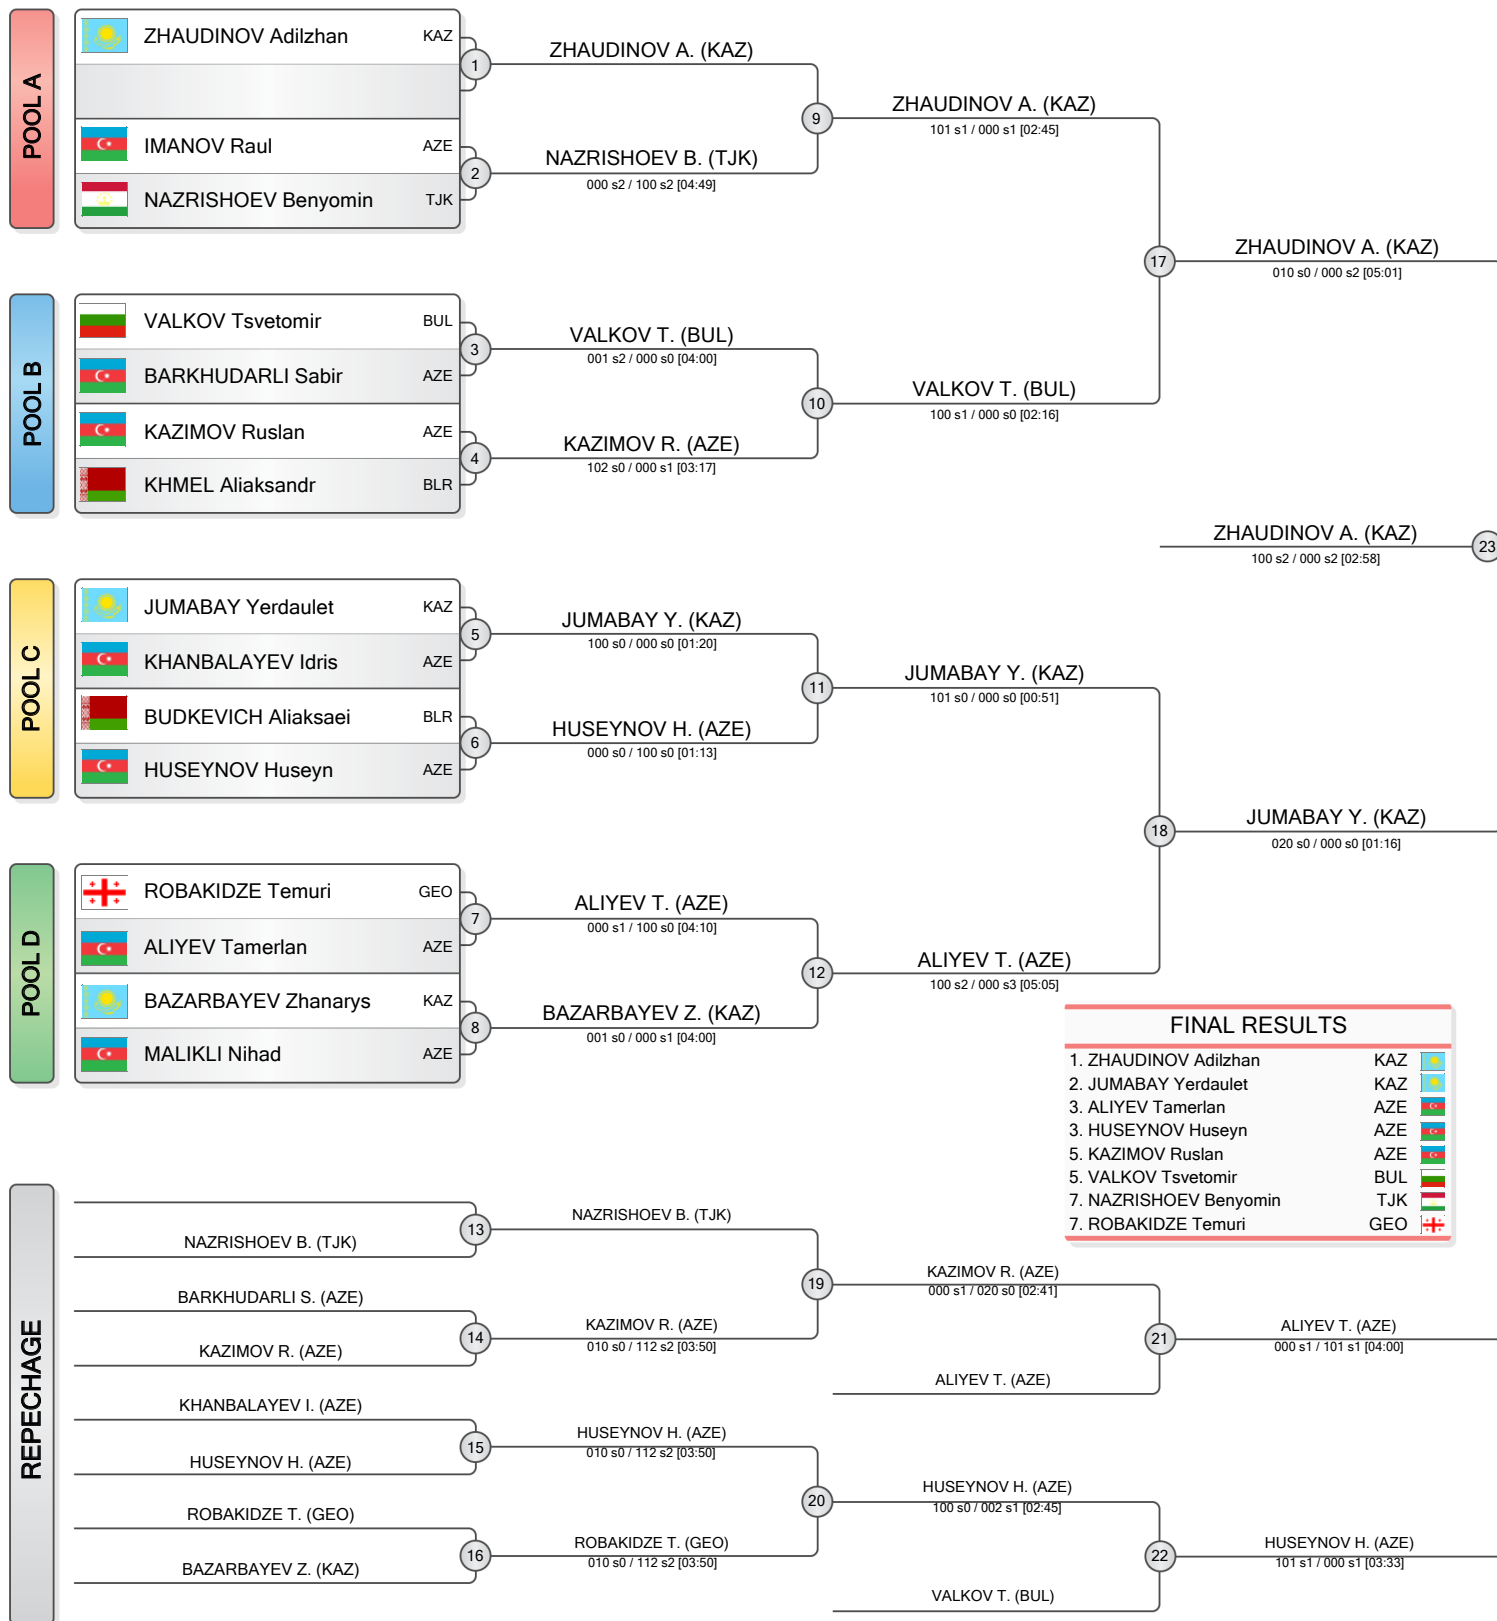 POOL A
ZHAUDINOV Adilzhan KAZ
IMANOV Raul AZE
NAZRISHOEV Benyomin TJK
1
2
ZHAUDINOV A. (KAZ)
NAZRISHOEV B. (TJK)
000 s2 / 100 s2 [04:49]
9
ZHAUDINOV A. (KAZ)
101 s1 / 000 s1 [02:45]
POOL B
VALKOV Tsvetomir BUL
BARKHUDARLI Sabir AZE
KAZIMOV Ruslan AZE
KHMEL Aliaksandr BLR
3
4
VALKOV T. (BUL)
001 s2 / 000 s0 [04:00]
KAZIMOV R. (AZE)
102 s0 / 000 s1 [03:17]
10
VALKOV T. (BUL)
100 s1 / 000 s0 [02:16]
17
ZHAUDINOV A. (KAZ)
010 s0 / 000 s2 [05:01]
ZHAUDINOV A. (KAZ)
100 s2 / 000 s2 [02:58]
23
POOL C
JUMABAY Yerdaulet KAZ
KHANBALAYEV Idris AZE
BUDKEVICH Aliaksaei BLR
HUSEYNOV Huseyn AZE
5
6
JUMABAY Y. (KAZ)
100 s0 / 000 s0 [01:20]
HUSEYNOV H. (AZE)
000 s0 / 100 s0 [01:13]
11
JUMABAY Y. (KAZ)
101 s0 / 000 s0 [00:51]
POOL D
ROBAKIDZE Temuri GEO
ALIYEV Tamerlan AZE
BAZARBAYEV Zhanarys KAZ
MALIKLI Nihad AZE
7
8
ALIYEV T. (AZE)
000 s1 / 100 s0 [04:10]
BAZARBAYEV Z. (KAZ)
001 s0 / 000 s1 [04:00]
12
ALIYEV T. (AZE)
100 s2 / 000 s3 [05:05]
18
JUMABAY Y. (KAZ)
020 s0 / 000 s0 [01:16]
FINAL RESULTS
1. ZHAUDINOV Adilzhan KAZ
2. JUMABAY Yerdaulet KAZ
3. ALIYEV Tamerlan AZE
3. HUSEYNOV Huseyn AZE
5. KAZIMOV Ruslan AZE
5. VALKOV Tsvetomir BUL
7. NAZRISHOEV Benyomin TJK
7. ROBAKIDZE Temuri GEO
REPECHAGE
NAZRISHOEV B. (TJK)
13
NAZRISHOEV B. (TJK)
BARKHUDARLI S. (AZE)
KAZIMOV R. (AZE)
14
KAZIMOV R. (AZE)
010 s0 / 112 s2 [03:50]
19
KAZIMOV R. (AZE)
000 s1 / 020 s0 [02:41]
ALIYEV T. (AZE)
21
ALIYEV T. (AZE)
000 s1 / 101 s1 [04:00]
KHANBALAYEV I. (AZE)
HUSEYNOV H. (AZE)
15
HUSEYNOV H. (AZE)
010 s0 / 112 s2 [03:50]
ROBAKIDZE T. (GEO)
BAZARBAYEV Z. (KAZ)
16
ROBAKIDZE T. (GEO)
010 s0 / 112 s2 [03:50]
20
HUSEYNOV H. (AZE)
100 s0 / 002 s1 [02:45]
VALKOV T. (BUL)
22
HUSEYNOV H. (AZE)
101 s1 / 000 s1 [03:33]